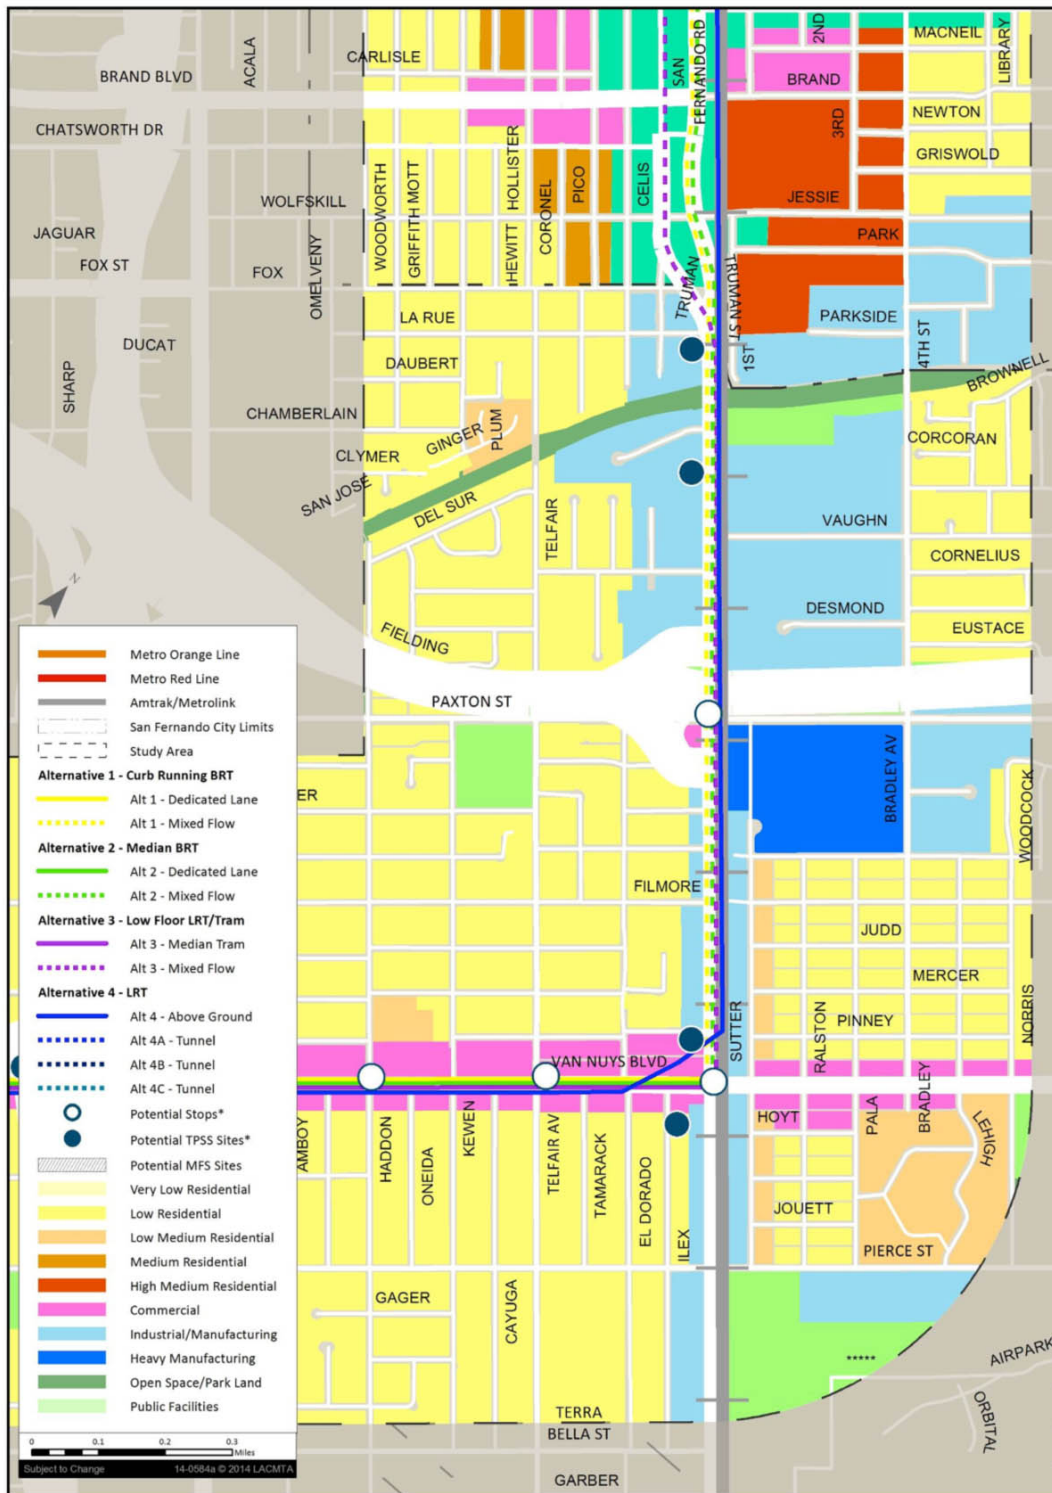 CARLISLE
SAN
FERNANDO RD
2ND
MACNEIL
LIBRARY
ACALA
BRAND BLVD
BRAND
CHATSWORTH DR
3RD
NEWTON
GRISWOLD
WOODWORTH
GRIFFITH MOTT
HEWITT
HOLLISTER
CORONEL
PICO
CELIS
WOLFSKILL
JESSIE
JAGUAR
PARK
FOX ST
FOX
OMELVENY
TRUMAN
TRUMAN ST
LA RUE
PARKSIDE
DUCAT
1ST
4TH ST
SHARP
DAUBERT
BROWNELL
CHAMBERLAIN
GINGER
PLUM
CORCORAN
CLYMER
SAN JOSE
DEL SUR
TELFAIR
VAUGHN
CORNELIUS
N
DESMOND
FIELDING
EUSTACE
PAXTON ST
BRADLEY AV
WOODCOCK
ER
FILMORE
JUDD
MERCER
PINNEY
RALSTON
NORRIS
SUTTER
VAN NUYS BLVD
HOYT
PALA
BRADLEY
LEHIGH
AMBOY
HADDON
ONEIDA
KEWEN
TELFAIR AV
TAMARACK
EL DORADO
ILEX
JOUETT
PIERCE ST
GAGER
CAYUGA
*****
AIRPARK
ORBITAL
TERRA
BELLA ST
GARBER
Metro Orange Line
Metro Red Line
Amtrak/Metrolink
San Fernando City Limits
Study Area
Alternative 1 - Curb Running BRT
Alt 1 - Dedicated Lane
Alt 1 - Mixed Flow
Alternative 2 - Median BRT
Alt 2 - Dedicated Lane
Alt 2 - Mixed Flow
Alternative 3 - Low Floor LRT/Tram
Alt 3 - Median Tram
Alt 3 - Mixed Flow
Alternative 4 - LRT
Alt 4 - Above Ground
Alt 4A - Tunnel
Alt 4B - Tunnel
Alt 4C - Tunnel
Potential Stops*
Potential TPSS Sites*
Potential MFS Sites
Very Low Residential
Low Residential
Low Medium Residential
Medium Residential
High Medium Residential
Commercial
Industrial/Manufacturing
Heavy Manufacturing
Open Space/Park Land
Public Facilities
0 0.1 0.2 0.3
Miles
Subject to Change 14-0584a © 2014 LACMTA